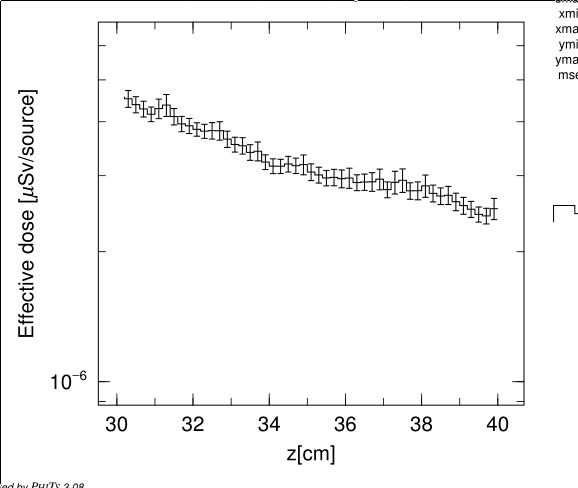 xmi
xma
ymi
yma
mse
Effective dose [μSv/source]
10⁻⁶
30 32 34 36 38 40
z[cm]
ed by PHITS 3.08